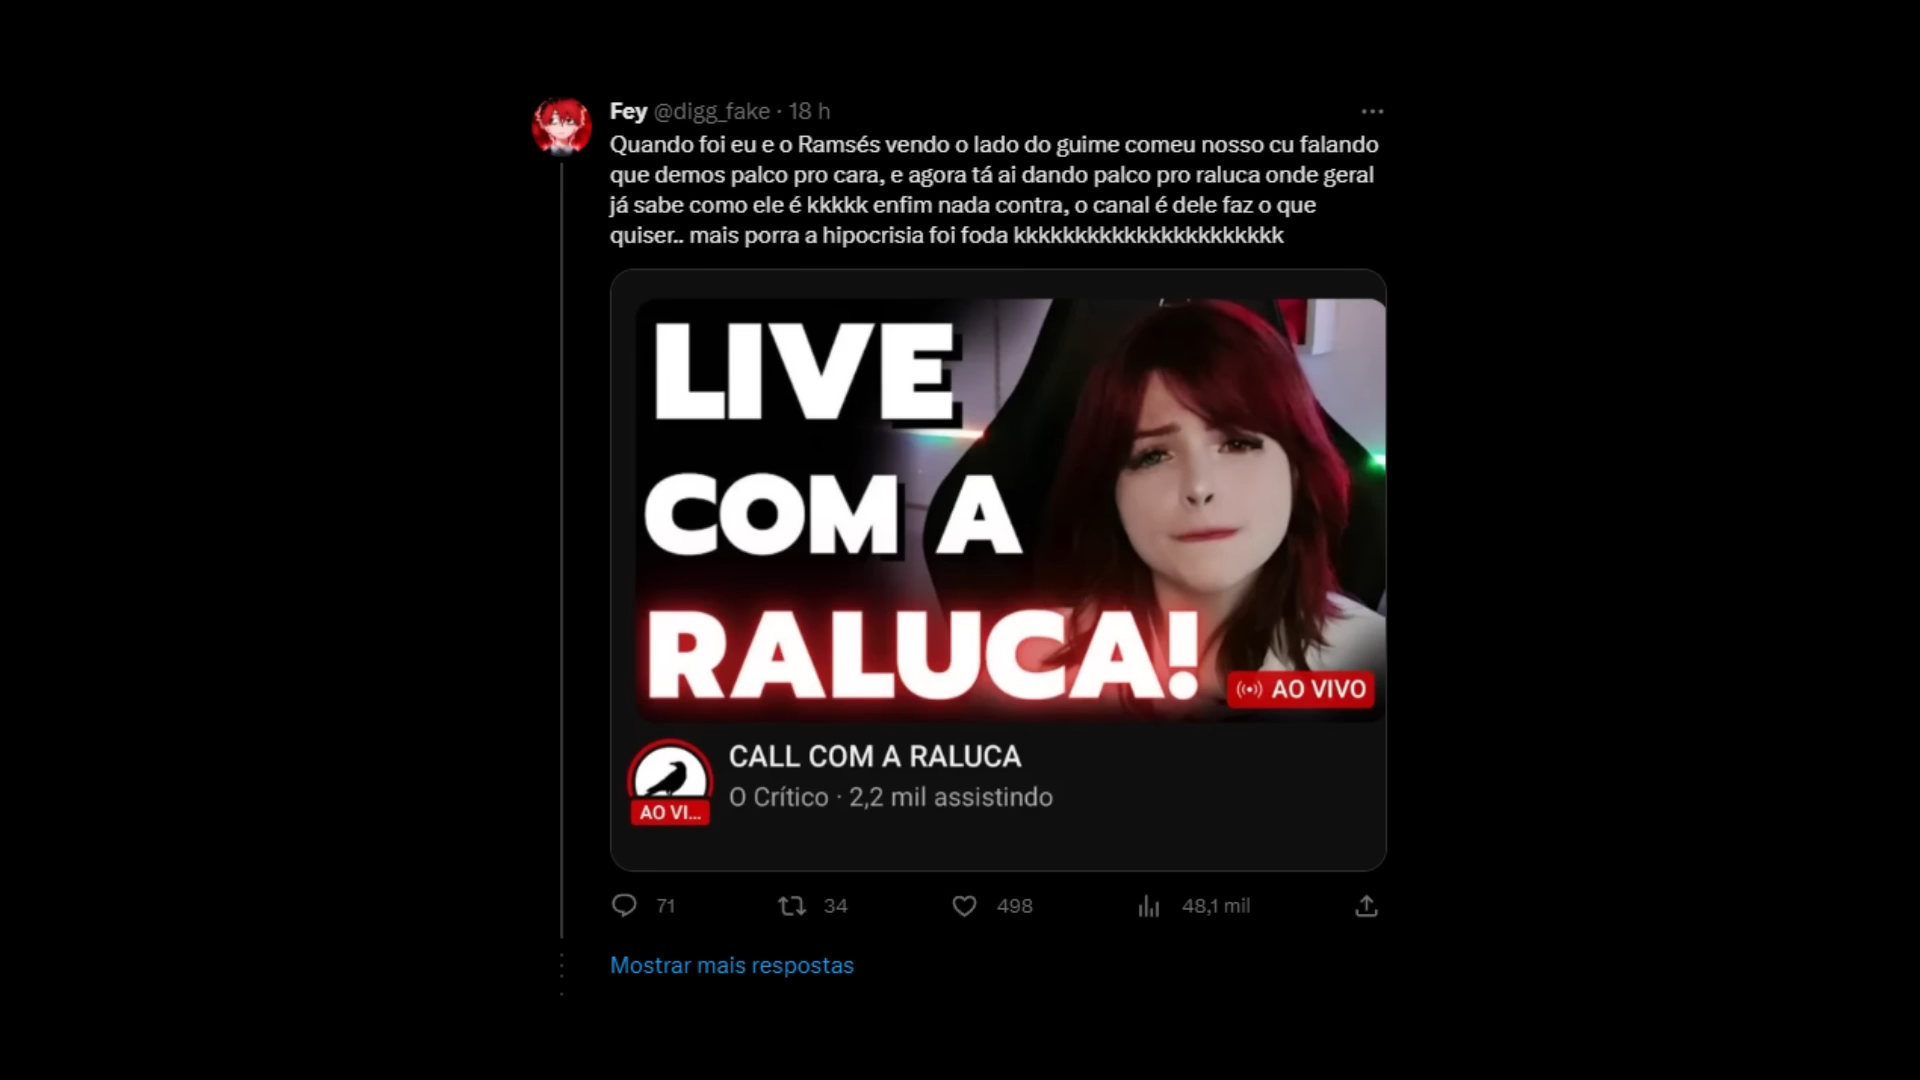 Fey @digg_fake · 18 h
Quando foi eu e o Ramsés vendo o lado do guime comeu nosso cu falando
que demos palco pro cara, e agora tá ai dando palco pro raluca onde geral
já sabe como ele é kkkkk enfim nada contra, o canal é dele faz o que
quiser.. mais porra a hipocrisia foi foda kkkkkkkkkkkkkkkkkkkkkk
LIVE
COM A
RALUCA!
AO VIVO
CALL COM A RALUCA
O Crítico · 2,2 mil assistindo
AO VI...
71 34 498 48,1 mil
Mostrar mais respostas